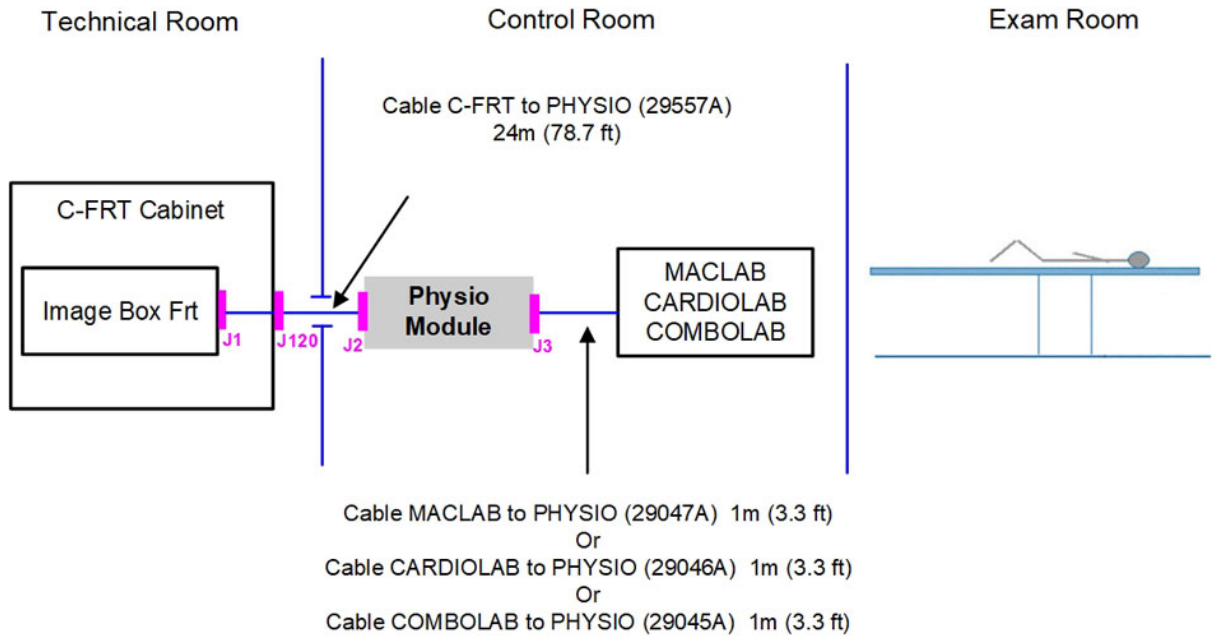 Technical Room
Control Room
Exam Room
Cable C-FRT to PHYSIO (29557A)
24m (78.7 ft)
C-FRT Cabinet
Image Box Frt
J1
J120
J2
Physio
Module
J3
MACLAB
CARDIOLAB
COMBOLAB
Cable MACLAB to PHYSIO (29047A) 1m (3.3 ft)
Or
Cable CARDIOLAB to PHYSIO (29046A) 1m (3.3 ft)
Or
Cable COMBOLAB to PHYSIO (29045A) 1m (3.3 ft)